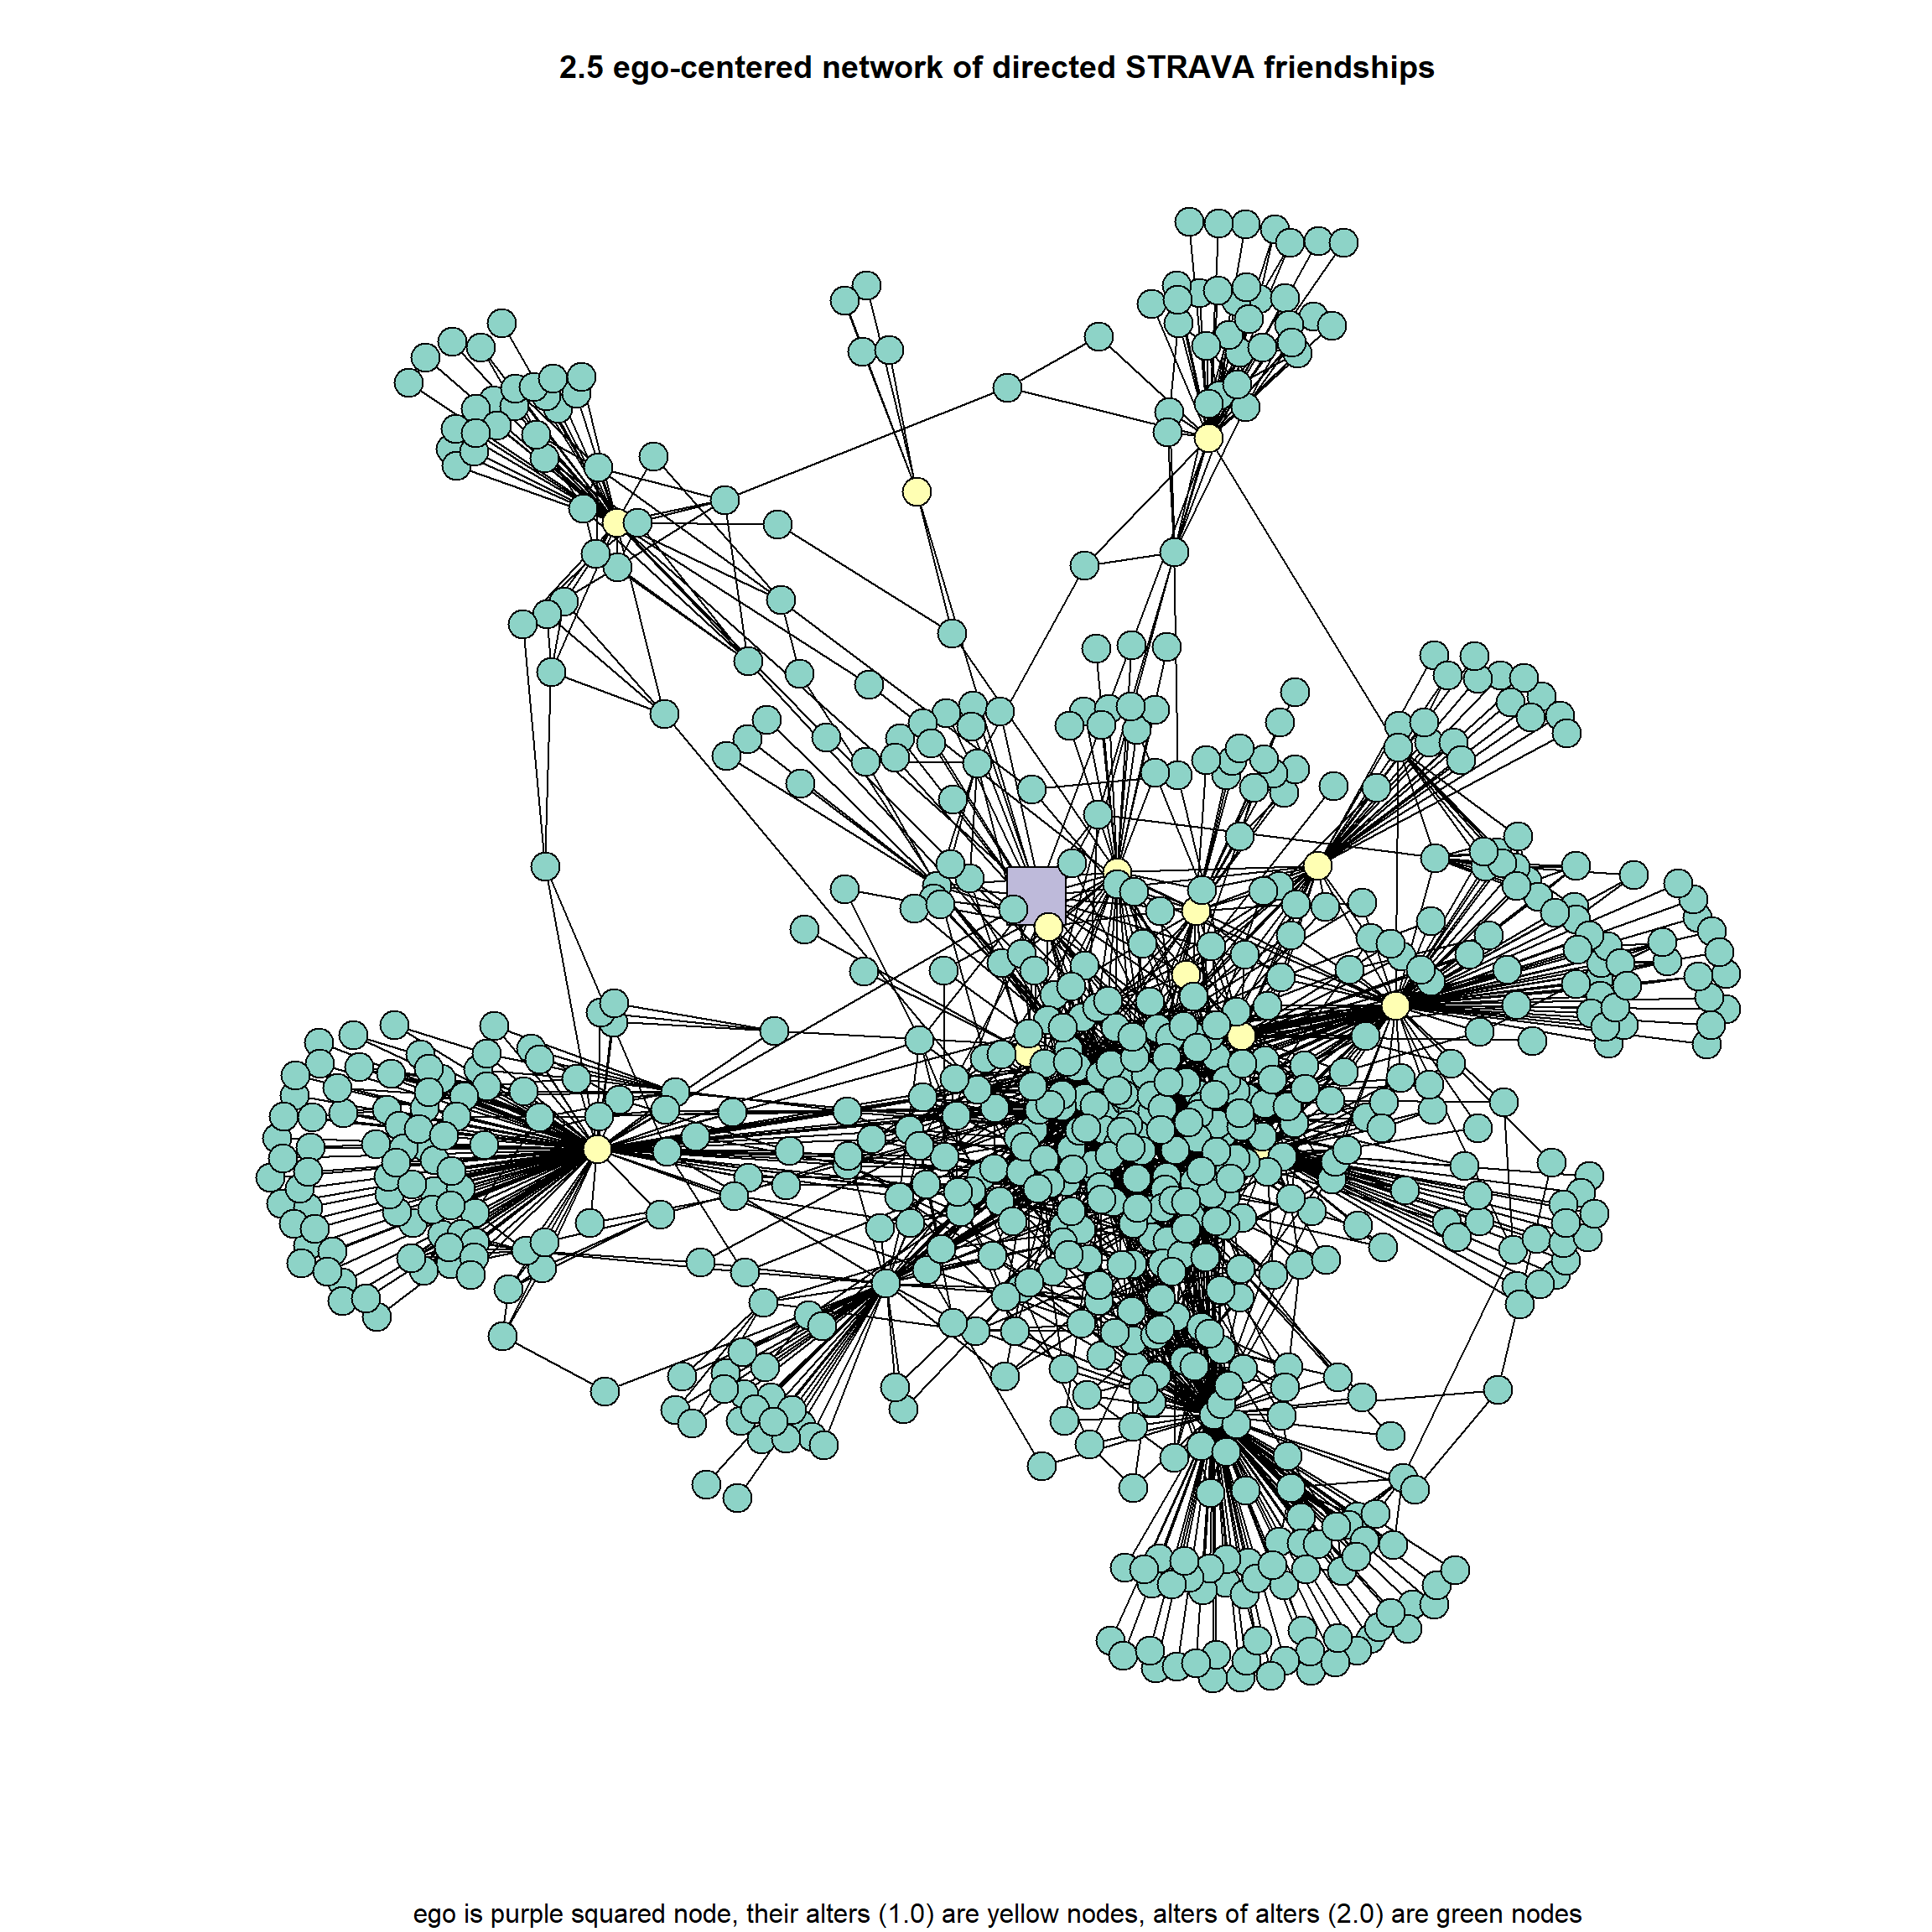 2.5 ego-centered network of directed STRAVA friendships
ego is purple squared node, their alters (1.0) are yellow nodes, alters of alters (2.0) are green nodes